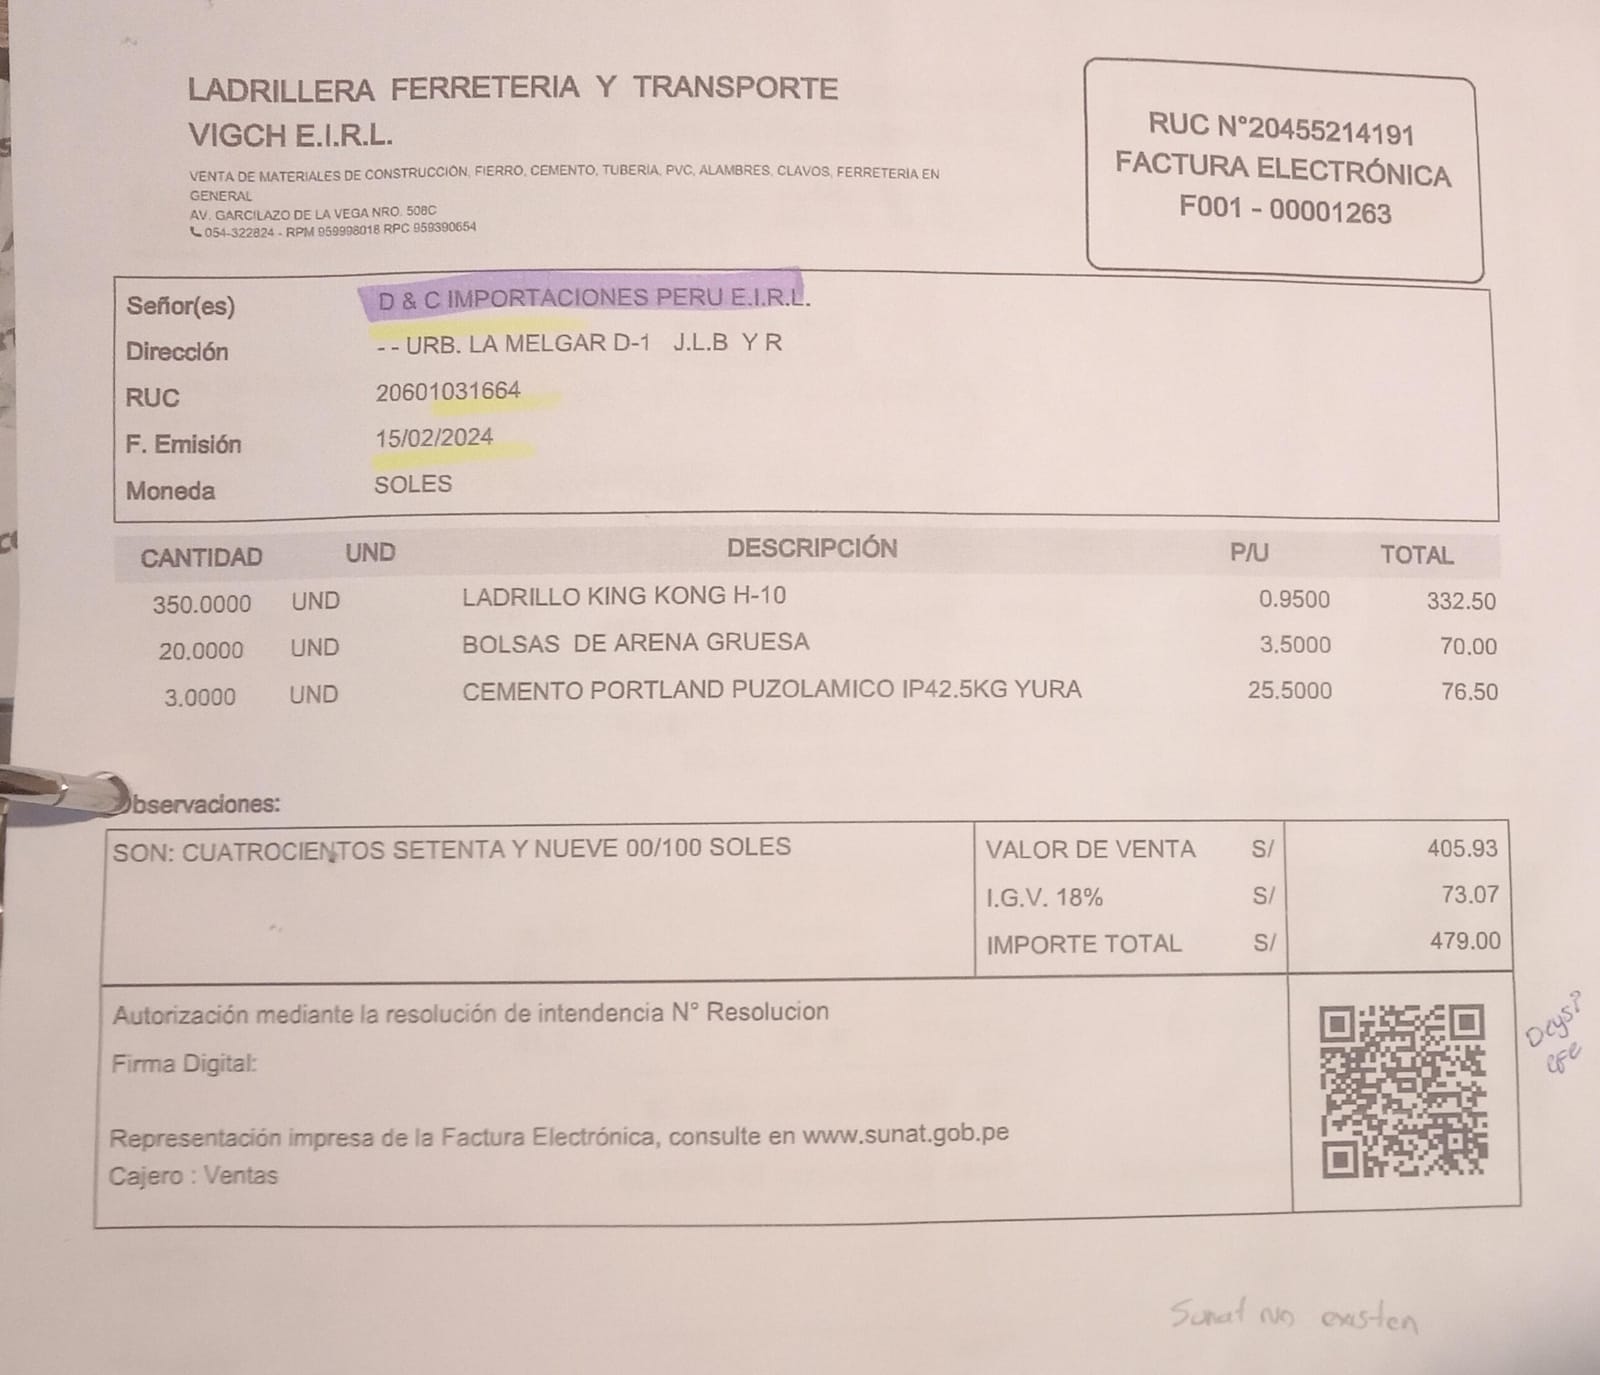 LADRILLERA FERRETERIA Y TRANSPORTE
VIGCH E.I.R.L.
VENTA DE MATERIALES DE CONSTRUCCIÓN, FIERRO, CEMENTO, TUBERIA, PVC, ALAMBRES, CLAVOS, FERRETERIA EN
GENERAL
AV. GARCILAZO DE LA VEGA NRO. 508C
054-322824 - RPM 959998018 RPC 959390654
RUC N°20455214191
FACTURA ELECTRÓNICA
F001 - 00001263
Señor(es) D & C IMPORTACIONES PERU E.I.R.L.
Dirección - - URB. LA MELGAR D-1 J.L.B Y R
RUC 20601031664
F. Emisión 15/02/2024
Moneda SOLES
CANTIDAD UND DESCRIPCIÓN P/U TOTAL
350.0000 UND LADRILLO KING KONG H-10 0.9500 332.50
20.0000 UND BOLSAS DE ARENA GRUESA 3.5000 70.00
3.0000 UND CEMENTO PORTLAND PUZOLAMICO IP42.5KG YURA 25.5000 76.50
Observaciones:
SON: CUATROCIENTOS SETENTA Y NUEVE 00/100 SOLES
VALOR DE VENTA S/ 405.93
I.G.V. 18% S/ 73.07
IMPORTE TOTAL S/ 479.00
Autorización mediante la resolución de intendencia N° Resolucion
Firma Digital:
Representación impresa de la Factura Electrónica, consulte en www.sunat.gob.pe
Cajero : Ventas
Sunat no existen